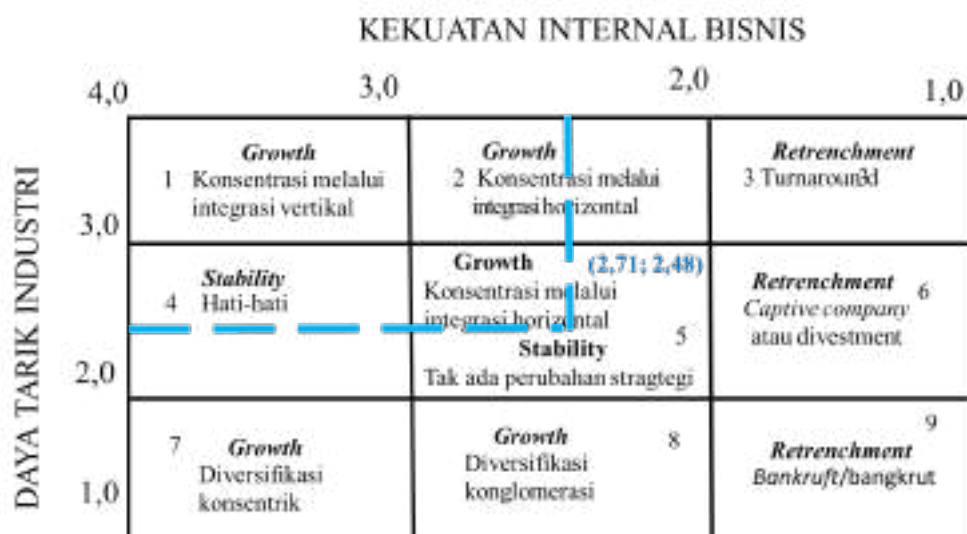 KEKUATAN INTERNAL BISNIS
4,0
3,0
2,0
1,0
DAYA TARIK INDUSTRI
3,0
2,0
1,0
Growth
1 Konsentrasi melalui
integrasi vertikal
Growth
2 Konsentrasi melalui
integrasi horizontal
Retrenchment
3 Turnaroun3d
Stability
4 Hati-hati
Growth (2,71; 2,48)
Konsentrasi melalui
integrasi horizontal
5
Stability
Tak ada perubahan stragtegi
Retrenchment 6
Captive company
atau divestment
7 Growth
Diversifikasi
konsentrik
Growth 8
Diversifikasi
konglomerasi
9
Retrenchment
Bankruft/bangkrut